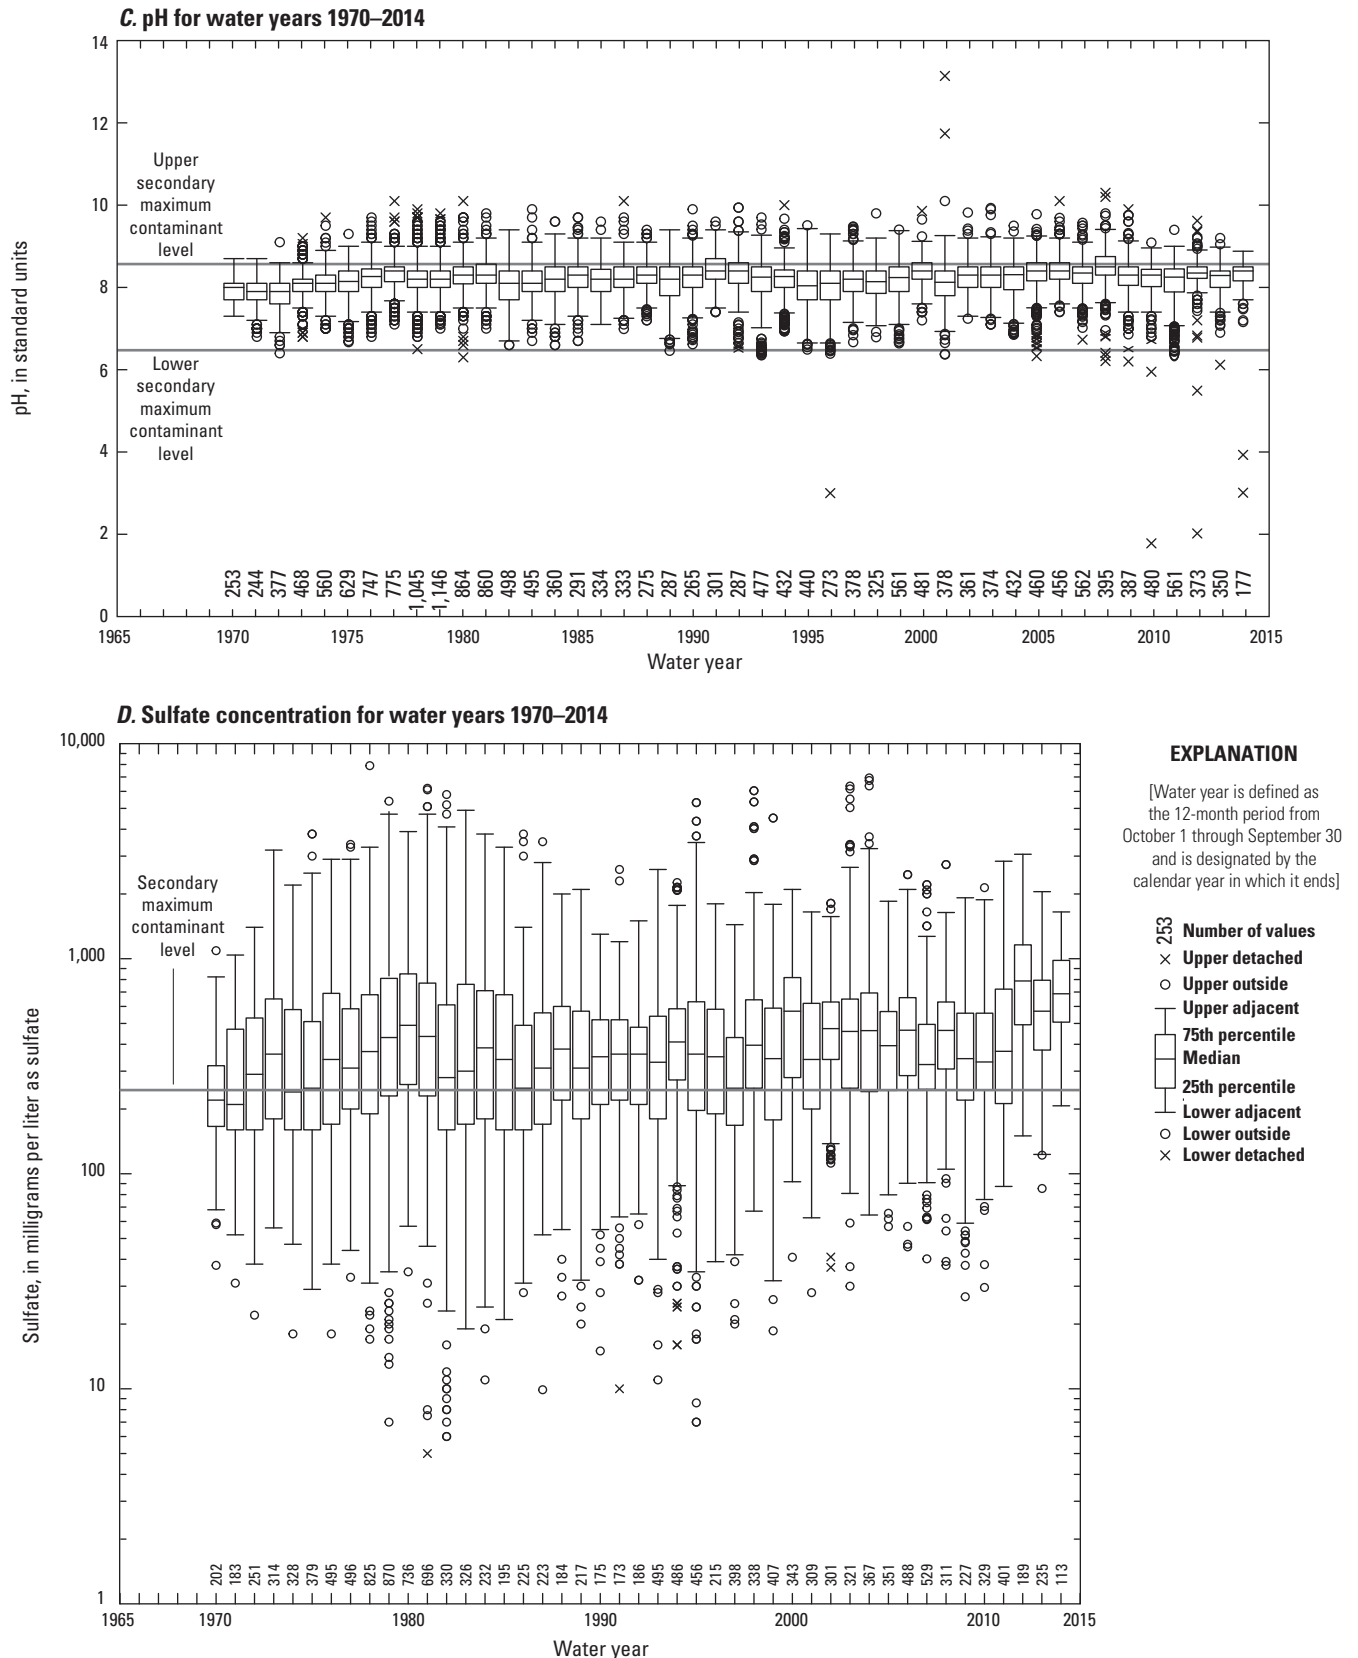 C. pH for water years 1970–2014
14
12
10
8
6
4
2
0
pH, in standard units
Upper
secondary
maximum
contaminant
level
Lower
secondary
maximum
contaminant
level
253 244 377 468 560 629 747 775 1,045 1,146 864 860 498 495 360 291 334 333 275 287 265 301 287 477 432 440 273 378 325 561 481 378 361 374 432 460 456 562 395 387 480 561 373 350 177
1965 1970 1975 1980 1985 1990 1995 2000 2005 2010 2015
Water year
D. Sulfate concentration for water years 1970–2014
10,000
1,000
100
10
1
Sulfate, in milligrams per liter as sulfate
Secondary
maximum
contaminant
level
202 183 251 314 328 379 495 496 825 870 736 696 330 326 232 195 225 223 184 217 175 173 186 495 486 456 215 398 338 407 343 309 301 321 367 351 488 529 311 227 329 401 189 235 113
1965 1970 1980 1990 2000 2010 2015
Water year
EXPLANATION
[Water year is defined as
the 12-month period from
October 1 through September 30
and is designated by the
calendar year in which it ends]
253 Number of values
Upper detached
Upper outside
Upper adjacent
75th percentile
Median
25th percentile
Lower adjacent
Lower outside
Lower detached